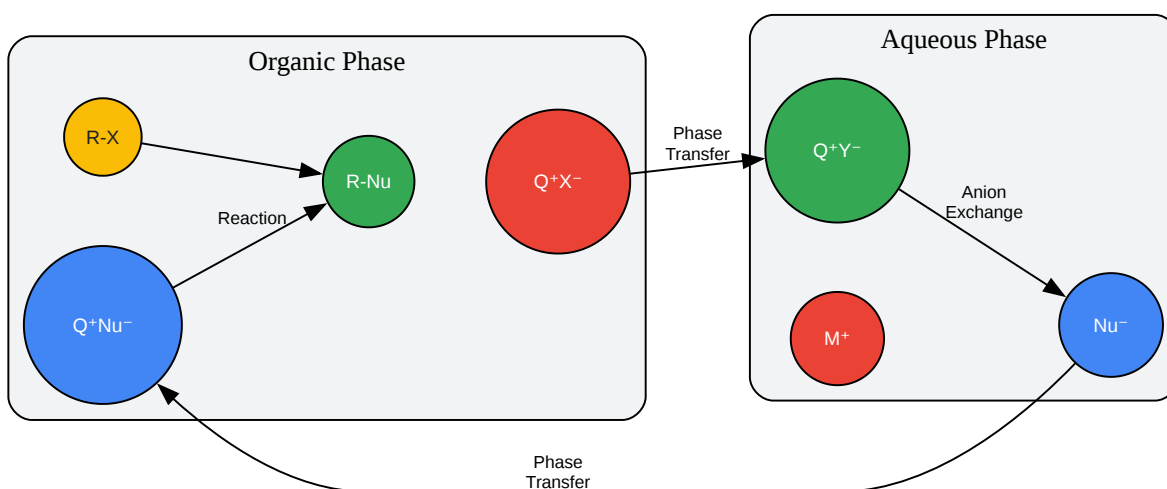 Organic Phase
R-X
R-Nu
Reaction
Q⁺Nu⁻
Q⁺X⁻
Phase
Transfer
Aqueous Phase
Q⁺Y⁻
Anion
Exchange
M⁺
Nu⁻
Phase
Transfer